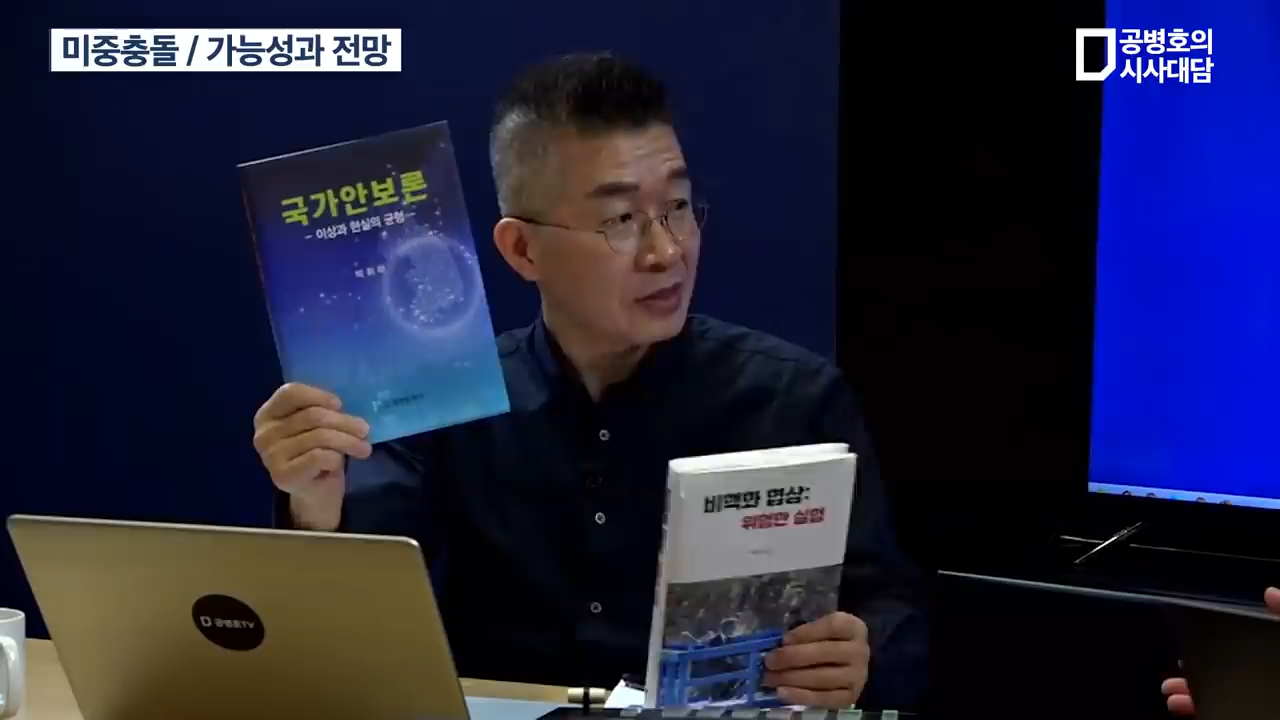 미중충돌 / 가능성과 전망
공병호의
시사대담
국가안보론
- 이상과 현실의 균형 -
비핵화 협상:
위험한 실험
공병호TV